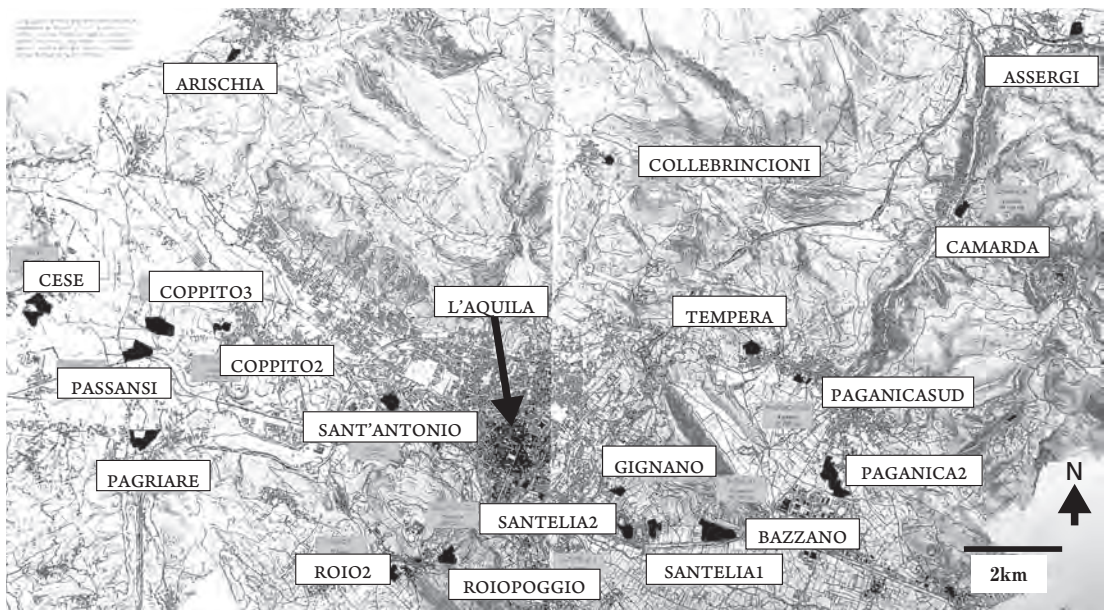 ARISCHIA
ASSERGI
COLLEBRINCIONI
CAMARDA
CESE
COPPITO3
L'AQUILA
TEMPERA
COPPITO2
PASSANSI
PAGANICASUD
SANT'ANTONIO
GIGNANO
PAGANICA2
N
PAGRIARE
SANTELIA2
BAZZANO
ROIO2
ROIOPOGGIO
SANTELIA1
2km